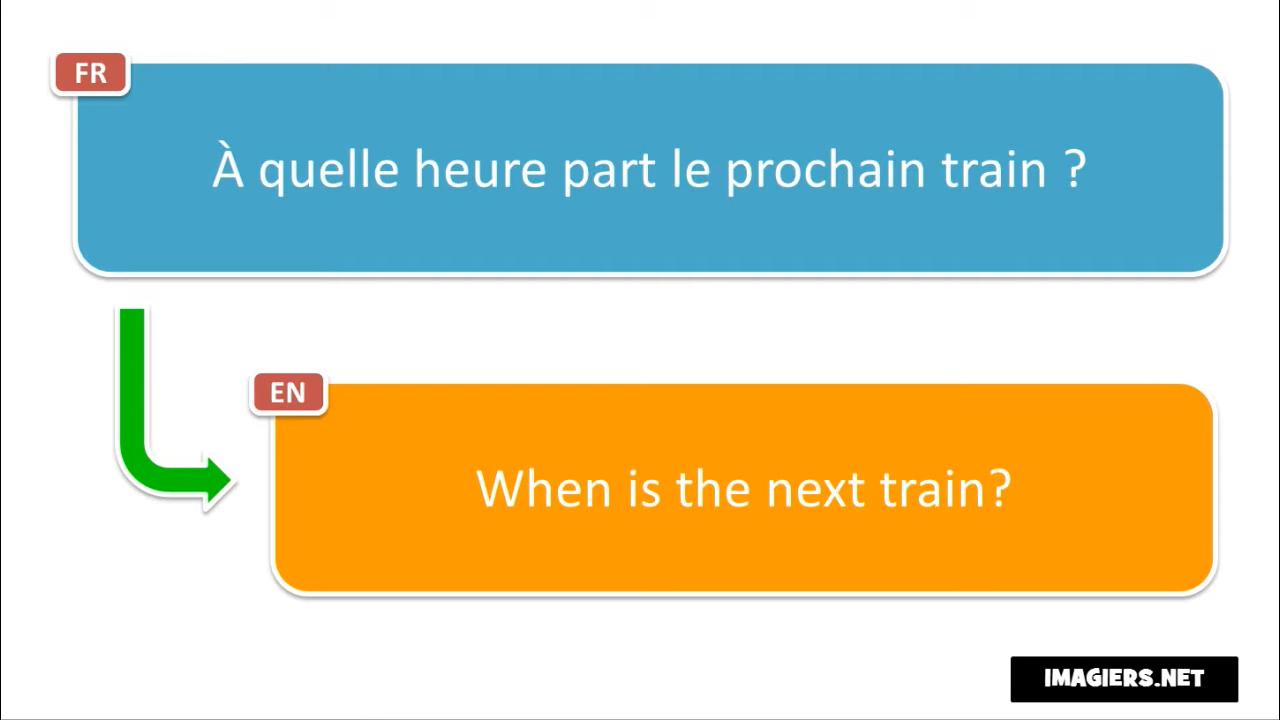 FR
À quelle heure part le prochain train ?
EN
When is the next train?
IMAGIERS.NET